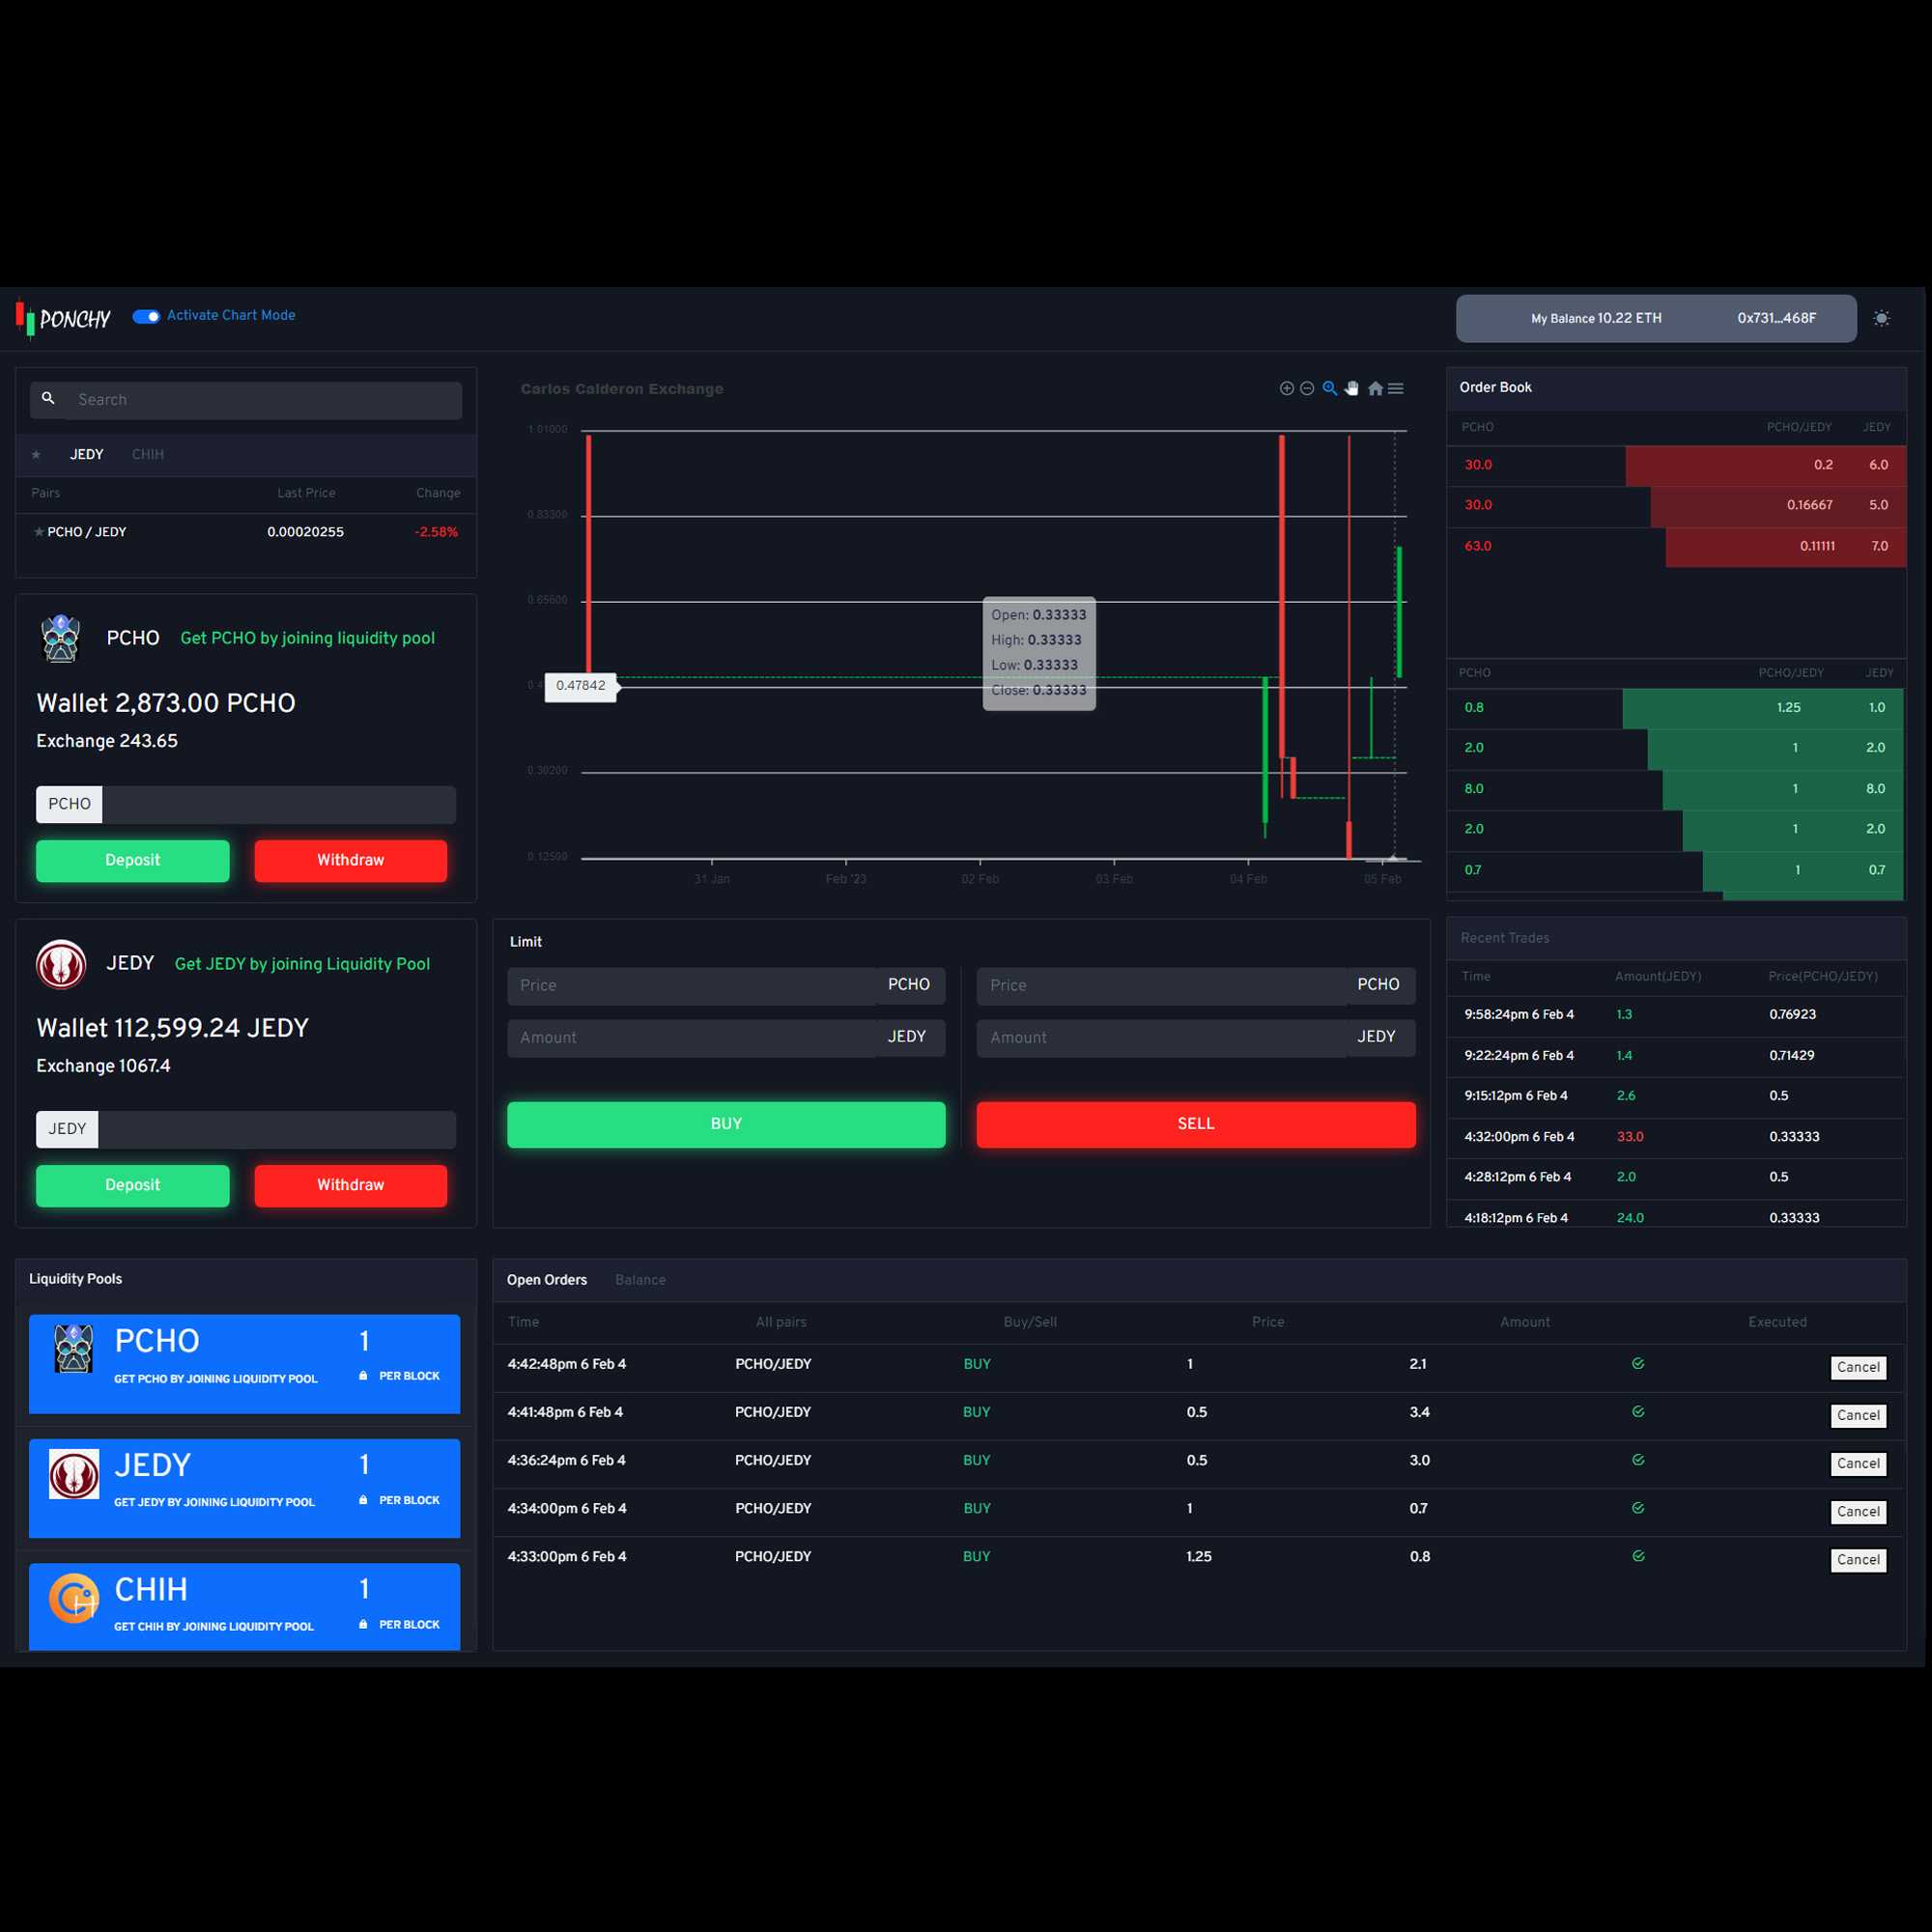 PONCHY
Activate Chart Mode
My Balance 10.22 ETH 0x731...468F
Search
JEDY CHIH
Pairs Last Price Change
PCHO / JEDY 0.00020255 -2.58%
PCHO Get PCHO by joining liquidity pool
Wallet 2,873.00 PCHO
Exchange 243.65
PCHO
Deposit Withdraw
JEDY Get JEDY by joining Liquidity Pool
Wallet 112,599.24 JEDY
Exchange 1067.4
JEDY
Deposit Withdraw
Liquidity Pools
PCHO 1
GET PCHO BY JOINING LIQUIDITY POOL PER BLOCK
JEDY 1
GET JEDY BY JOINING LIQUIDITY POOL PER BLOCK
CHIH 1
GET CHIH BY JOINING LIQUIDITY POOL PER BLOCK
Carlos Calderon Exchange
1.01000
0.83300
0.65600
0.47842
0.30200
0.12500
Open: 0.33333
High: 0.33333
Low: 0.33333
Close: 0.33333
31 Jan Feb '23 02 Feb 03 Feb 04 Feb 05 Feb
Limit
Price PCHO
Amount JEDY
BUY
Price PCHO
Amount JEDY
SELL
Order Book
PCHO PCHO/JEDY JEDY
30.0 0.2 6.0
30.0 0.16667 5.0
63.0 0.11111 7.0
PCHO PCHO/JEDY JEDY
0.8 1.25 1.0
2.0 1 2.0
8.0 1 8.0
2.0 1 2.0
0.7 1 0.7
Recent Trades
Time Amount(JEDY) Price(PCHO/JEDY)
9:58:24pm 6 Feb 4 1.3 0.76923
9:22:24pm 6 Feb 4 1.4 0.71429
9:15:12pm 6 Feb 4 2.6 0.5
4:32:00pm 6 Feb 4 33.0 0.33333
4:28:12pm 6 Feb 4 2.0 0.5
4:18:12pm 6 Feb 4 24.0 0.33333
Open Orders Balance
Time All pairs Buy/Sell Price Amount Executed
4:42:48pm 6 Feb 4 PCHO/JEDY BUY 1 2.1 Cancel
4:41:48pm 6 Feb 4 PCHO/JEDY BUY 0.5 3.4 Cancel
4:36:24pm 6 Feb 4 PCHO/JEDY BUY 0.5 3.0 Cancel
4:34:00pm 6 Feb 4 PCHO/JEDY BUY 1 0.7 Cancel
4:33:00pm 6 Feb 4 PCHO/JEDY BUY 1.25 0.8 Cancel